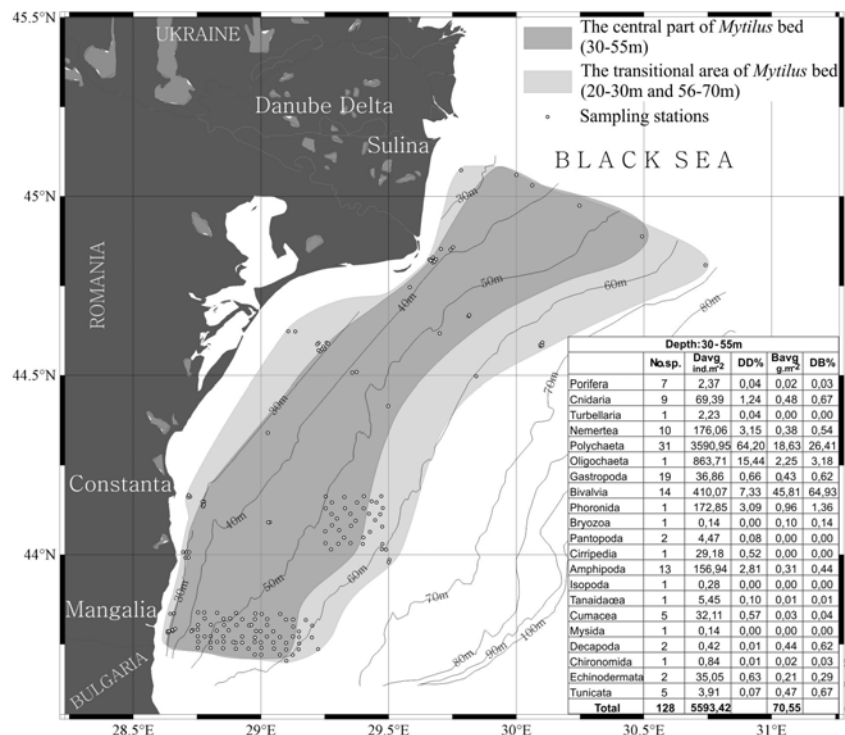 45.5°N
UKRAINE
Danube Delta
Sulina
The central part of Mytilus bed
(30-55m)
The transitional area of Mytilus bed
(20-30m and 56-70m)
Sampling stations
BLACK SEA
45°N
30m
ROMANIA
50m
40m
60m
80m
70m
44.5°N
30m
Constanta
40m
44°N
50m
60m
30m
Mangalia
70m
BULGARIA
80m
90m
100m
28.5°E 29°E 29.5°E 30°E 30.5°E 31°E
Depth:30-55m
No.sp. Davg ind.m-2 DD% Bavg g.m-2 DB%
Porifera 7 2,37 0,04 0,02 0,03
Cnidaria 9 69,39 1,24 0,48 0,67
Turbellaria 1 2,23 0,04 0,00 0,00
Nemertea 10 176,06 3,15 0,38 0,54
Polychaeta 31 3590,95 64,20 18,63 26,41
Oligochaeta 1 863,71 15,44 2,25 3,18
Gastropoda 19 36,86 0,66 0,43 0,62
Bivalvia 14 410,07 7,33 45,81 64,93
Phoronida 1 172,85 3,09 0,96 1,36
Bryozoa 1 0,14 0,00 0,10 0,14
Pantopoda 2 4,47 0,08 0,00 0,00
Cirripedia 1 29,18 0,52 0,00 0,00
Amphipoda 13 156,94 2,81 0,31 0,44
Isopoda 1 0,28 0,00 0,00 0,00
Tanaidacea 1 5,45 0,10 0,01 0,01
Cumacea 5 32,11 0,57 0,03 0,04
Mysida 1 0,14 0,00 0,00 0,00
Decapoda 2 0,42 0,01 0,44 0,62
Chironomida 1 0,84 0,01 0,02 0,03
Echinodermata 2 35,05 0,63 0,21 0,29
Tunicata 5 3,91 0,07 0,47 0,67
Total 128 5593,42 70,55